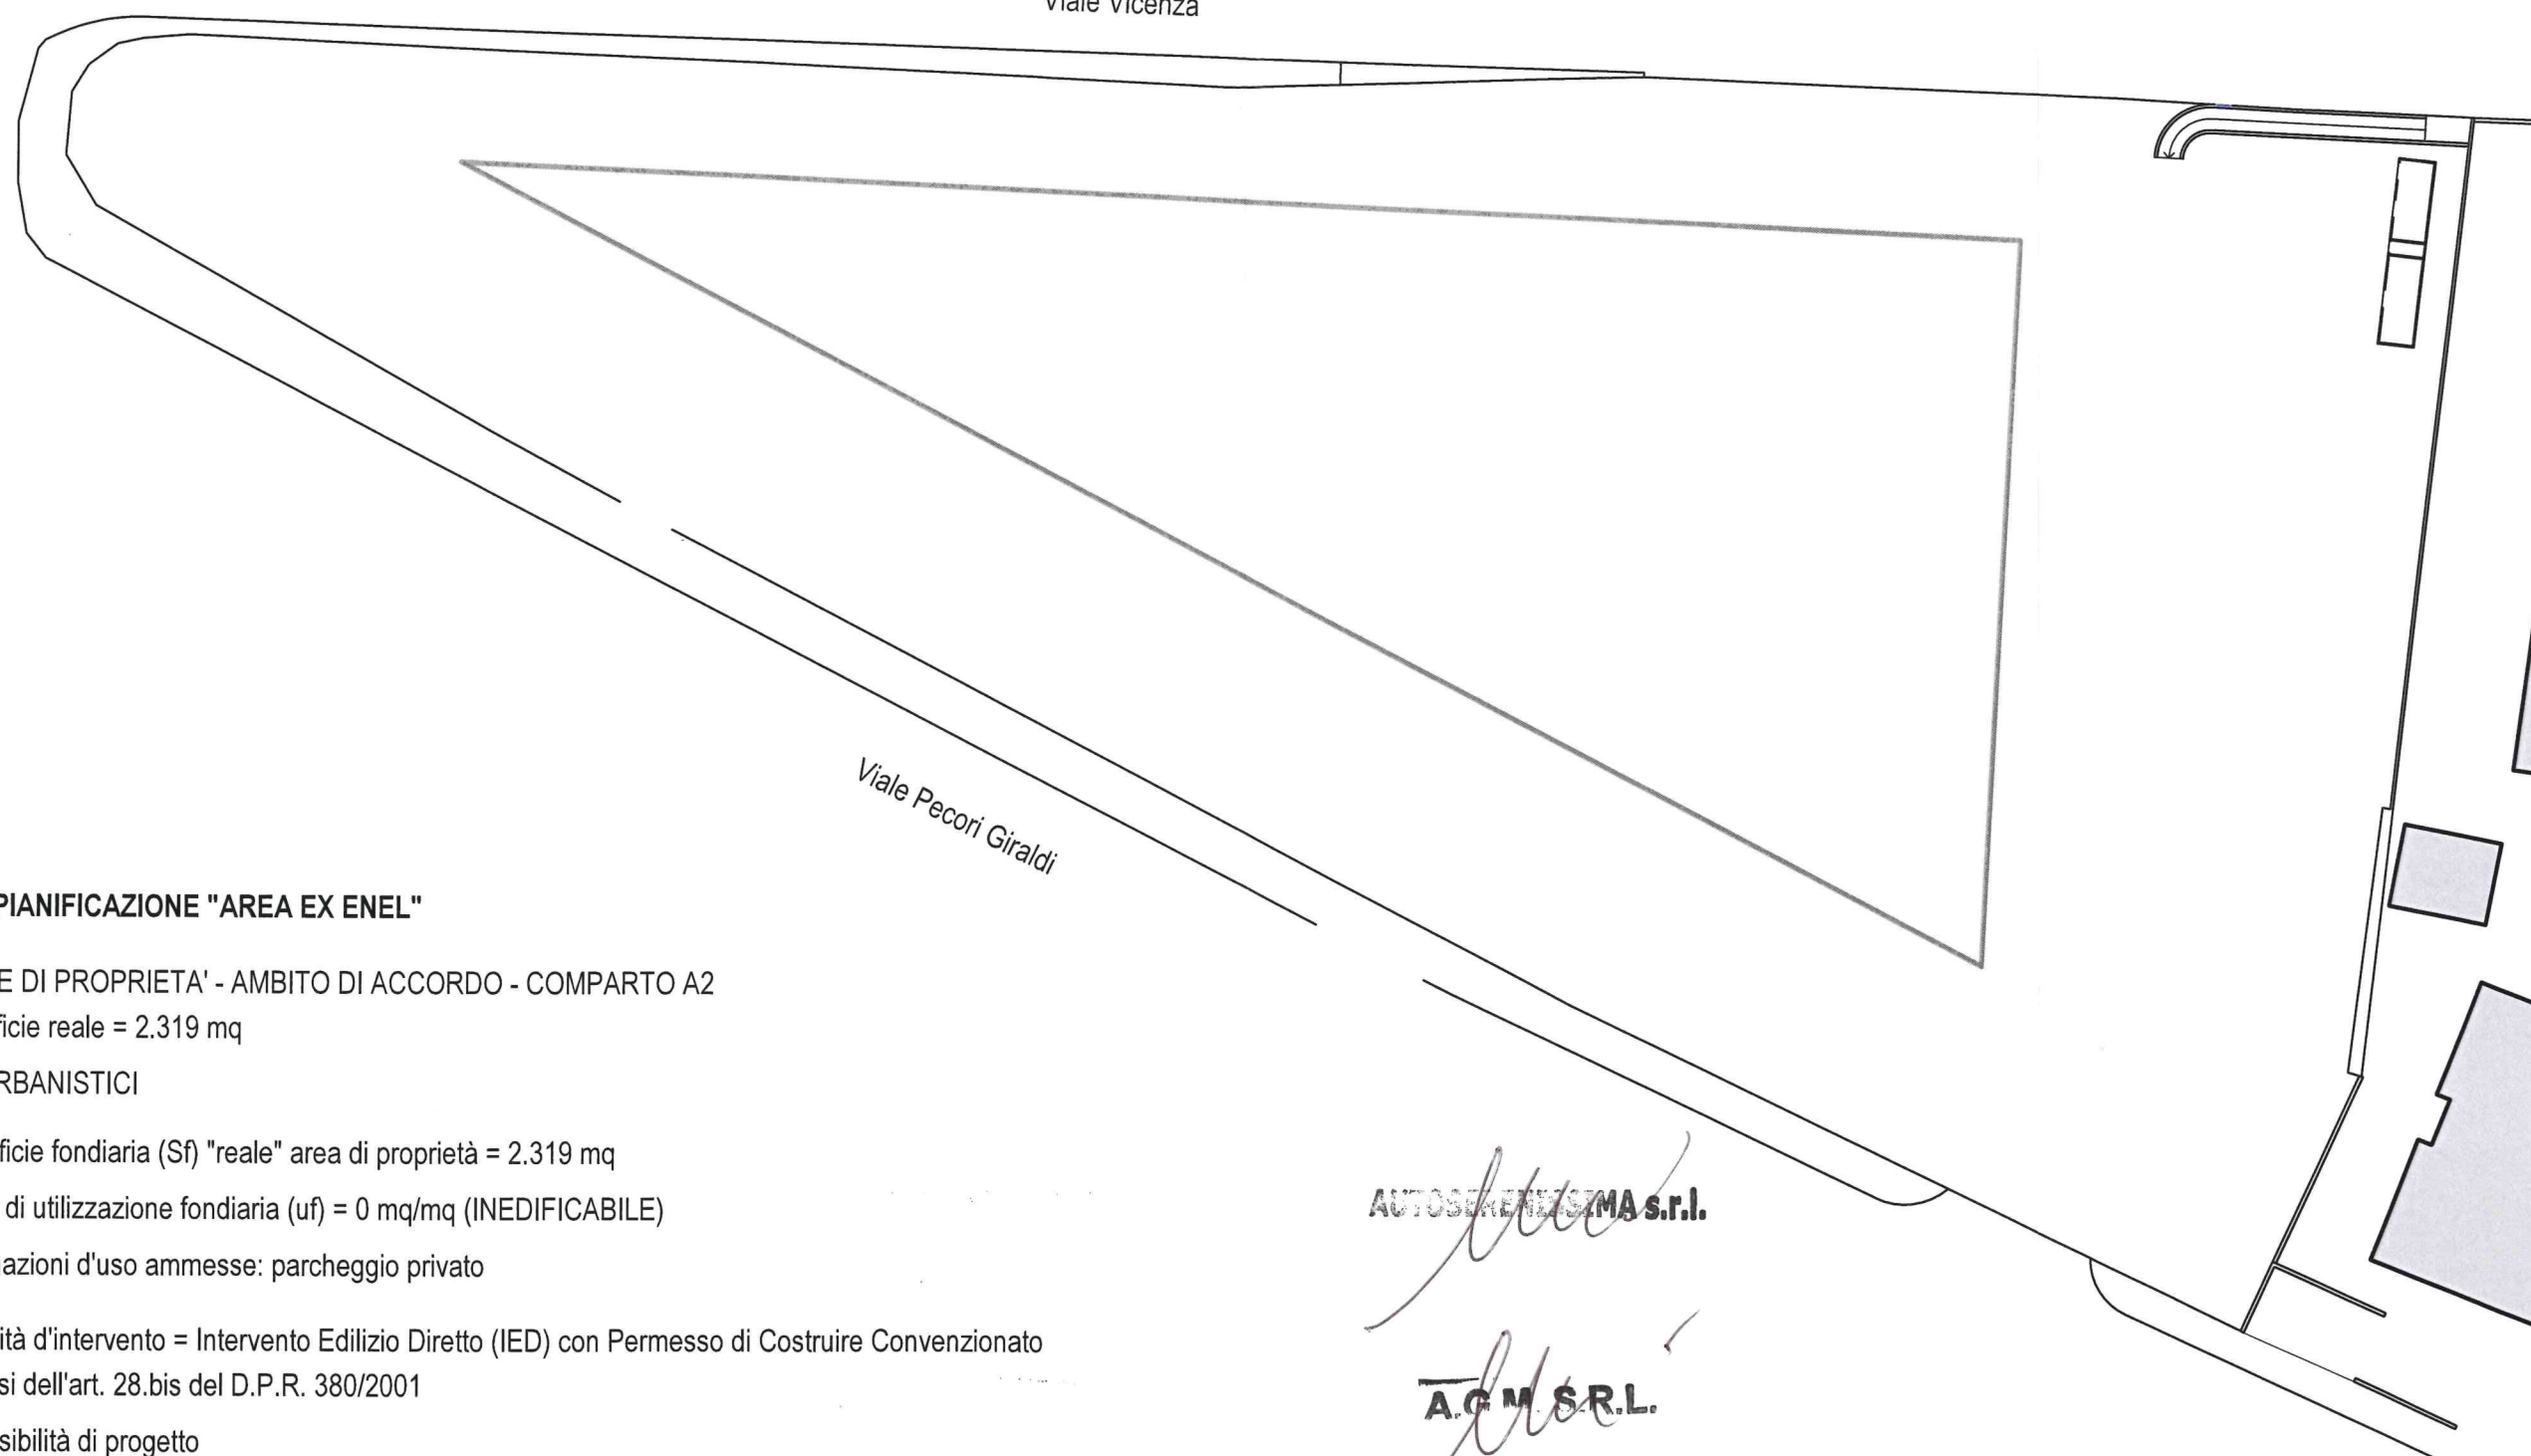 Viale Vicenza
Viale Pecori Giraldi
PIANIFICAZIONE "AREA EX ENEL"
E DI PROPRIETA' - AMBITO DI ACCORDO - COMPARTO A2
ficie reale = 2.319 mq
RBANISTICI
ficie fondiaria (Sf) "reale" area di proprietà = 2.319 mq
di utilizzazione fondiaria (uf) = 0 mq/mq (INEDIFICABILE)
azioni d'uso ammesse: parcheggio privato
ità d'intervento = Intervento Edilizio Diretto (IED) con Permesso di Costruire Convenzionato
si dell'art. 28.bis del D.P.R. 380/2001
sibilità di progetto
AUTOSERENISSIMA s.r.l.
A.G.M. S.R.L.